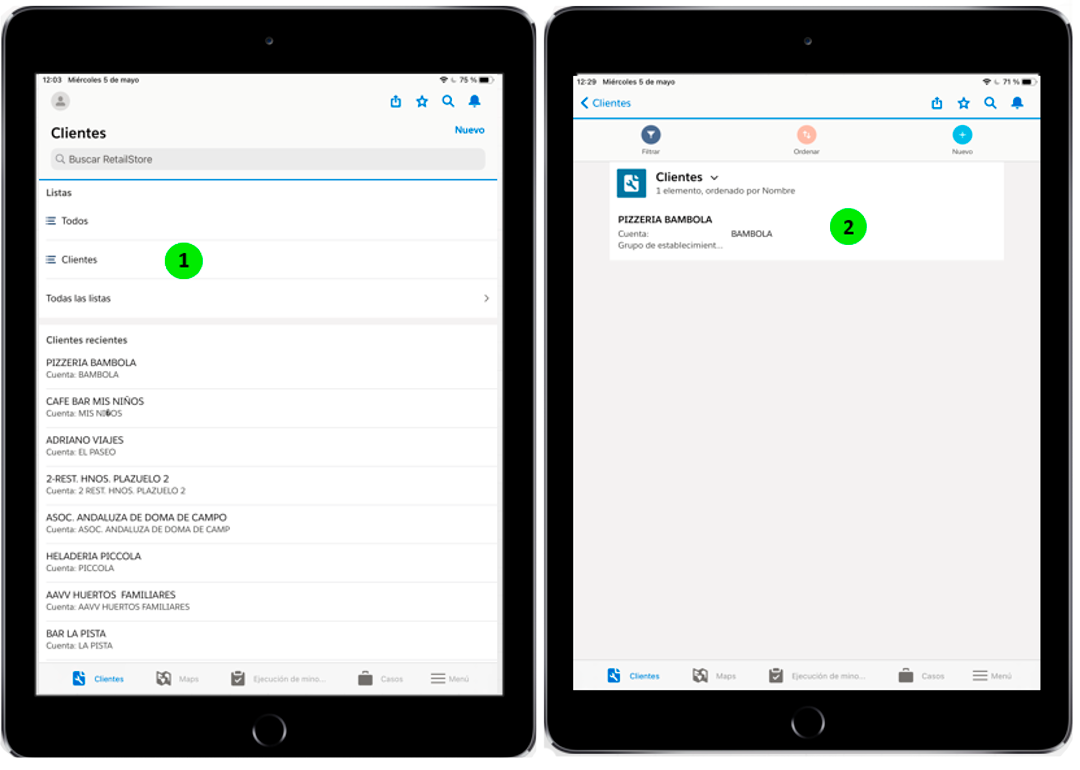 12:03 Miércoles 5 de mayo
75 %
Clientes
Nuevo
Buscar RetailStore
Listas
Todos
Clientes
1
Todas las listas
Clientes recientes
PIZZERIA BAMBOLA
Cuenta: BAMBOLA
CAFE BAR MIS NIÑOS
Cuenta: MIS NI�OS
ADRIANO VIAJES
Cuenta: EL PASEO
2-REST. HNOS. PLAZUELO 2
Cuenta: 2 REST. HNOS. PLAZUELO 2
ASOC. ANDALUZA DE DOMA DE CAMPO
Cuenta: ASOC. ANDALUZA DE DOMA DE CAMP
HELADERIA PICCOLA
Cuenta: PICCOLA
AAVV HUERTOS FAMILIARES
Cuenta: AAVV HUERTOS FAMILIARES
BAR LA PISTA
Cuenta: LA PISTA
Clientes Maps Ejecución de mino... Casos Menú
12:29 Miércoles 5 de mayo
71 %
Clientes
Filtrar Ordenar Nuevo
Clientes
1 elemento, ordenado por Nombre
PIZZERIA BAMBOLA
Cuenta: BAMBOLA
Grupo de establecimient...
2
Clientes Maps Ejecución de mino... Casos Menú